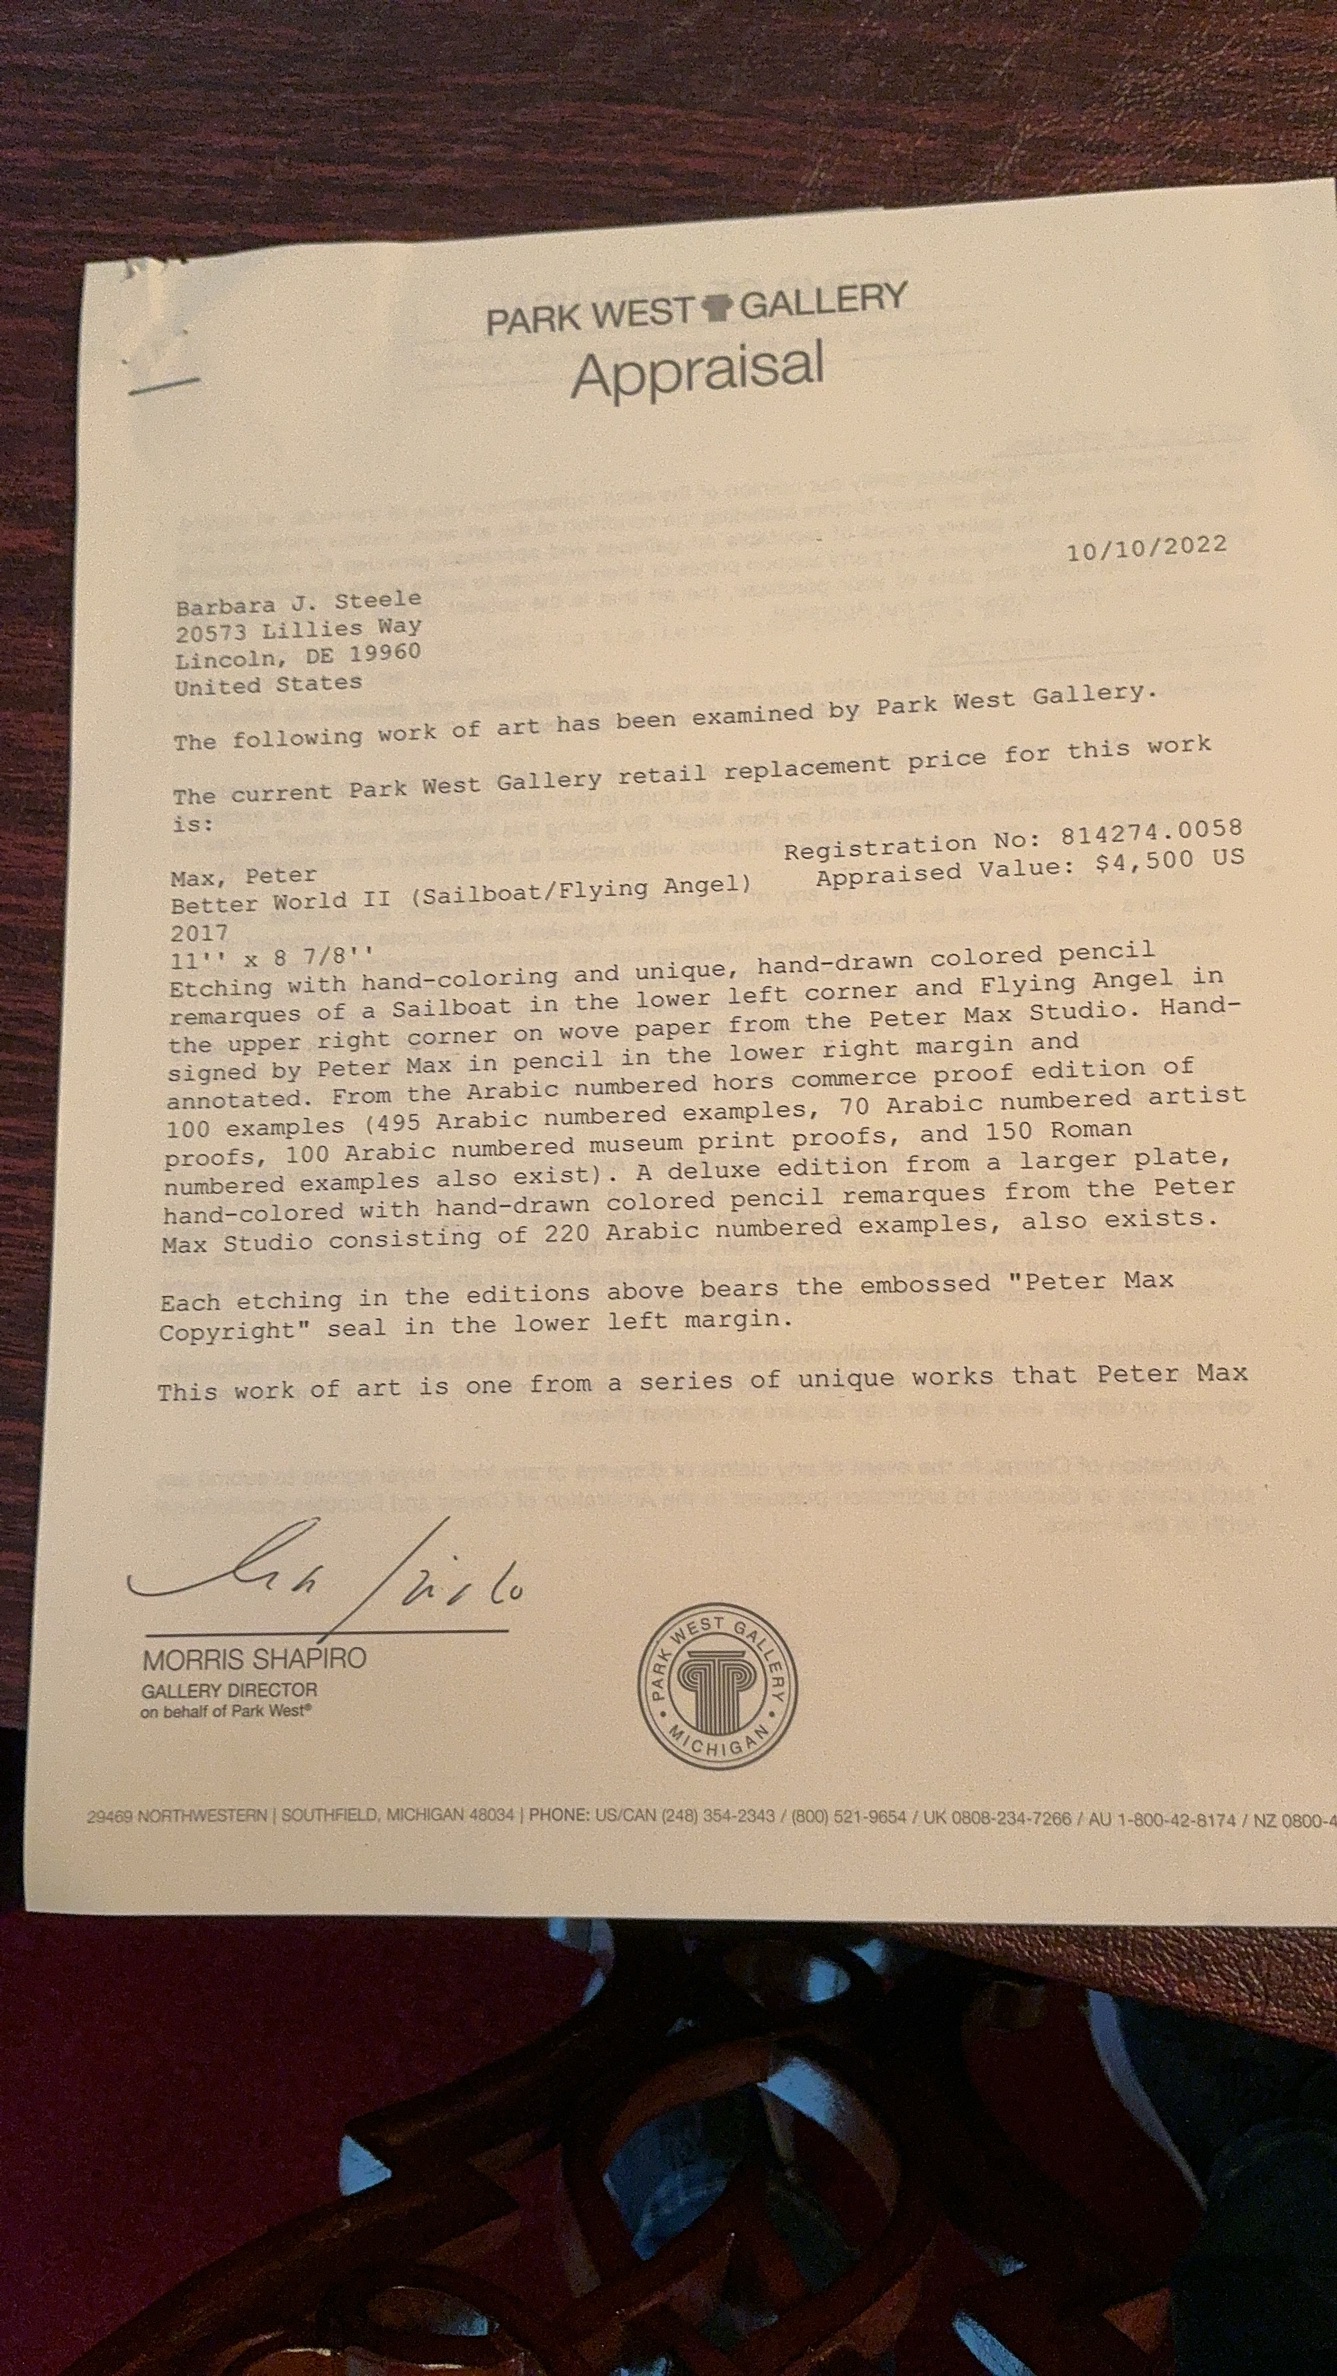 PARK WEST GALLERY
Appraisal
10/10/2022
Barbara J. Steele
20573 Lillies Way
Lincoln, DE 19960
United States
The following work of art has been examined by Park West Gallery.
The current Park West Gallery retail replacement price for this work
is:
Registration No: 814274.0058
Max, Peter
Appraised Value: $4,500 US
Better World II (Sailboat/Flying Angel)
2017
11'' x 8 7/8''
Etching with hand-coloring and unique, hand-drawn colored pencil
remarques of a Sailboat in the lower left corner and Flying Angel in
the upper right corner on wove paper from the Peter Max Studio. Hand-
signed by Peter Max in pencil in the lower right margin and
annotated. From the Arabic numbered hors commerce proof edition of
100 examples (495 Arabic numbered examples, 70 Arabic numbered artist
proofs, 100 Arabic numbered museum print proofs, and 150 Roman
numbered examples also exist). A deluxe edition from a larger plate,
hand-colored with hand-drawn colored pencil remarques from the Peter
Max Studio consisting of 220 Arabic numbered examples, also exists.
Each etching in the editions above bears the embossed "Peter Max
Copyright" seal in the lower left margin.
This work of art is one from a series of unique works that Peter Max
MORRIS SHAPIRO
GALLERY DIRECTOR
on behalf of Park West®
PARK WEST GALLERY • MICHIGAN •
29469 NORTHWESTERN | SOUTHFIELD, MICHIGAN 48034 | PHONE: US/CAN (248) 354-2343 / (800) 521-9654 / UK 0808-234-7266 / AU 1-800-42-8174 / NZ 0800-4